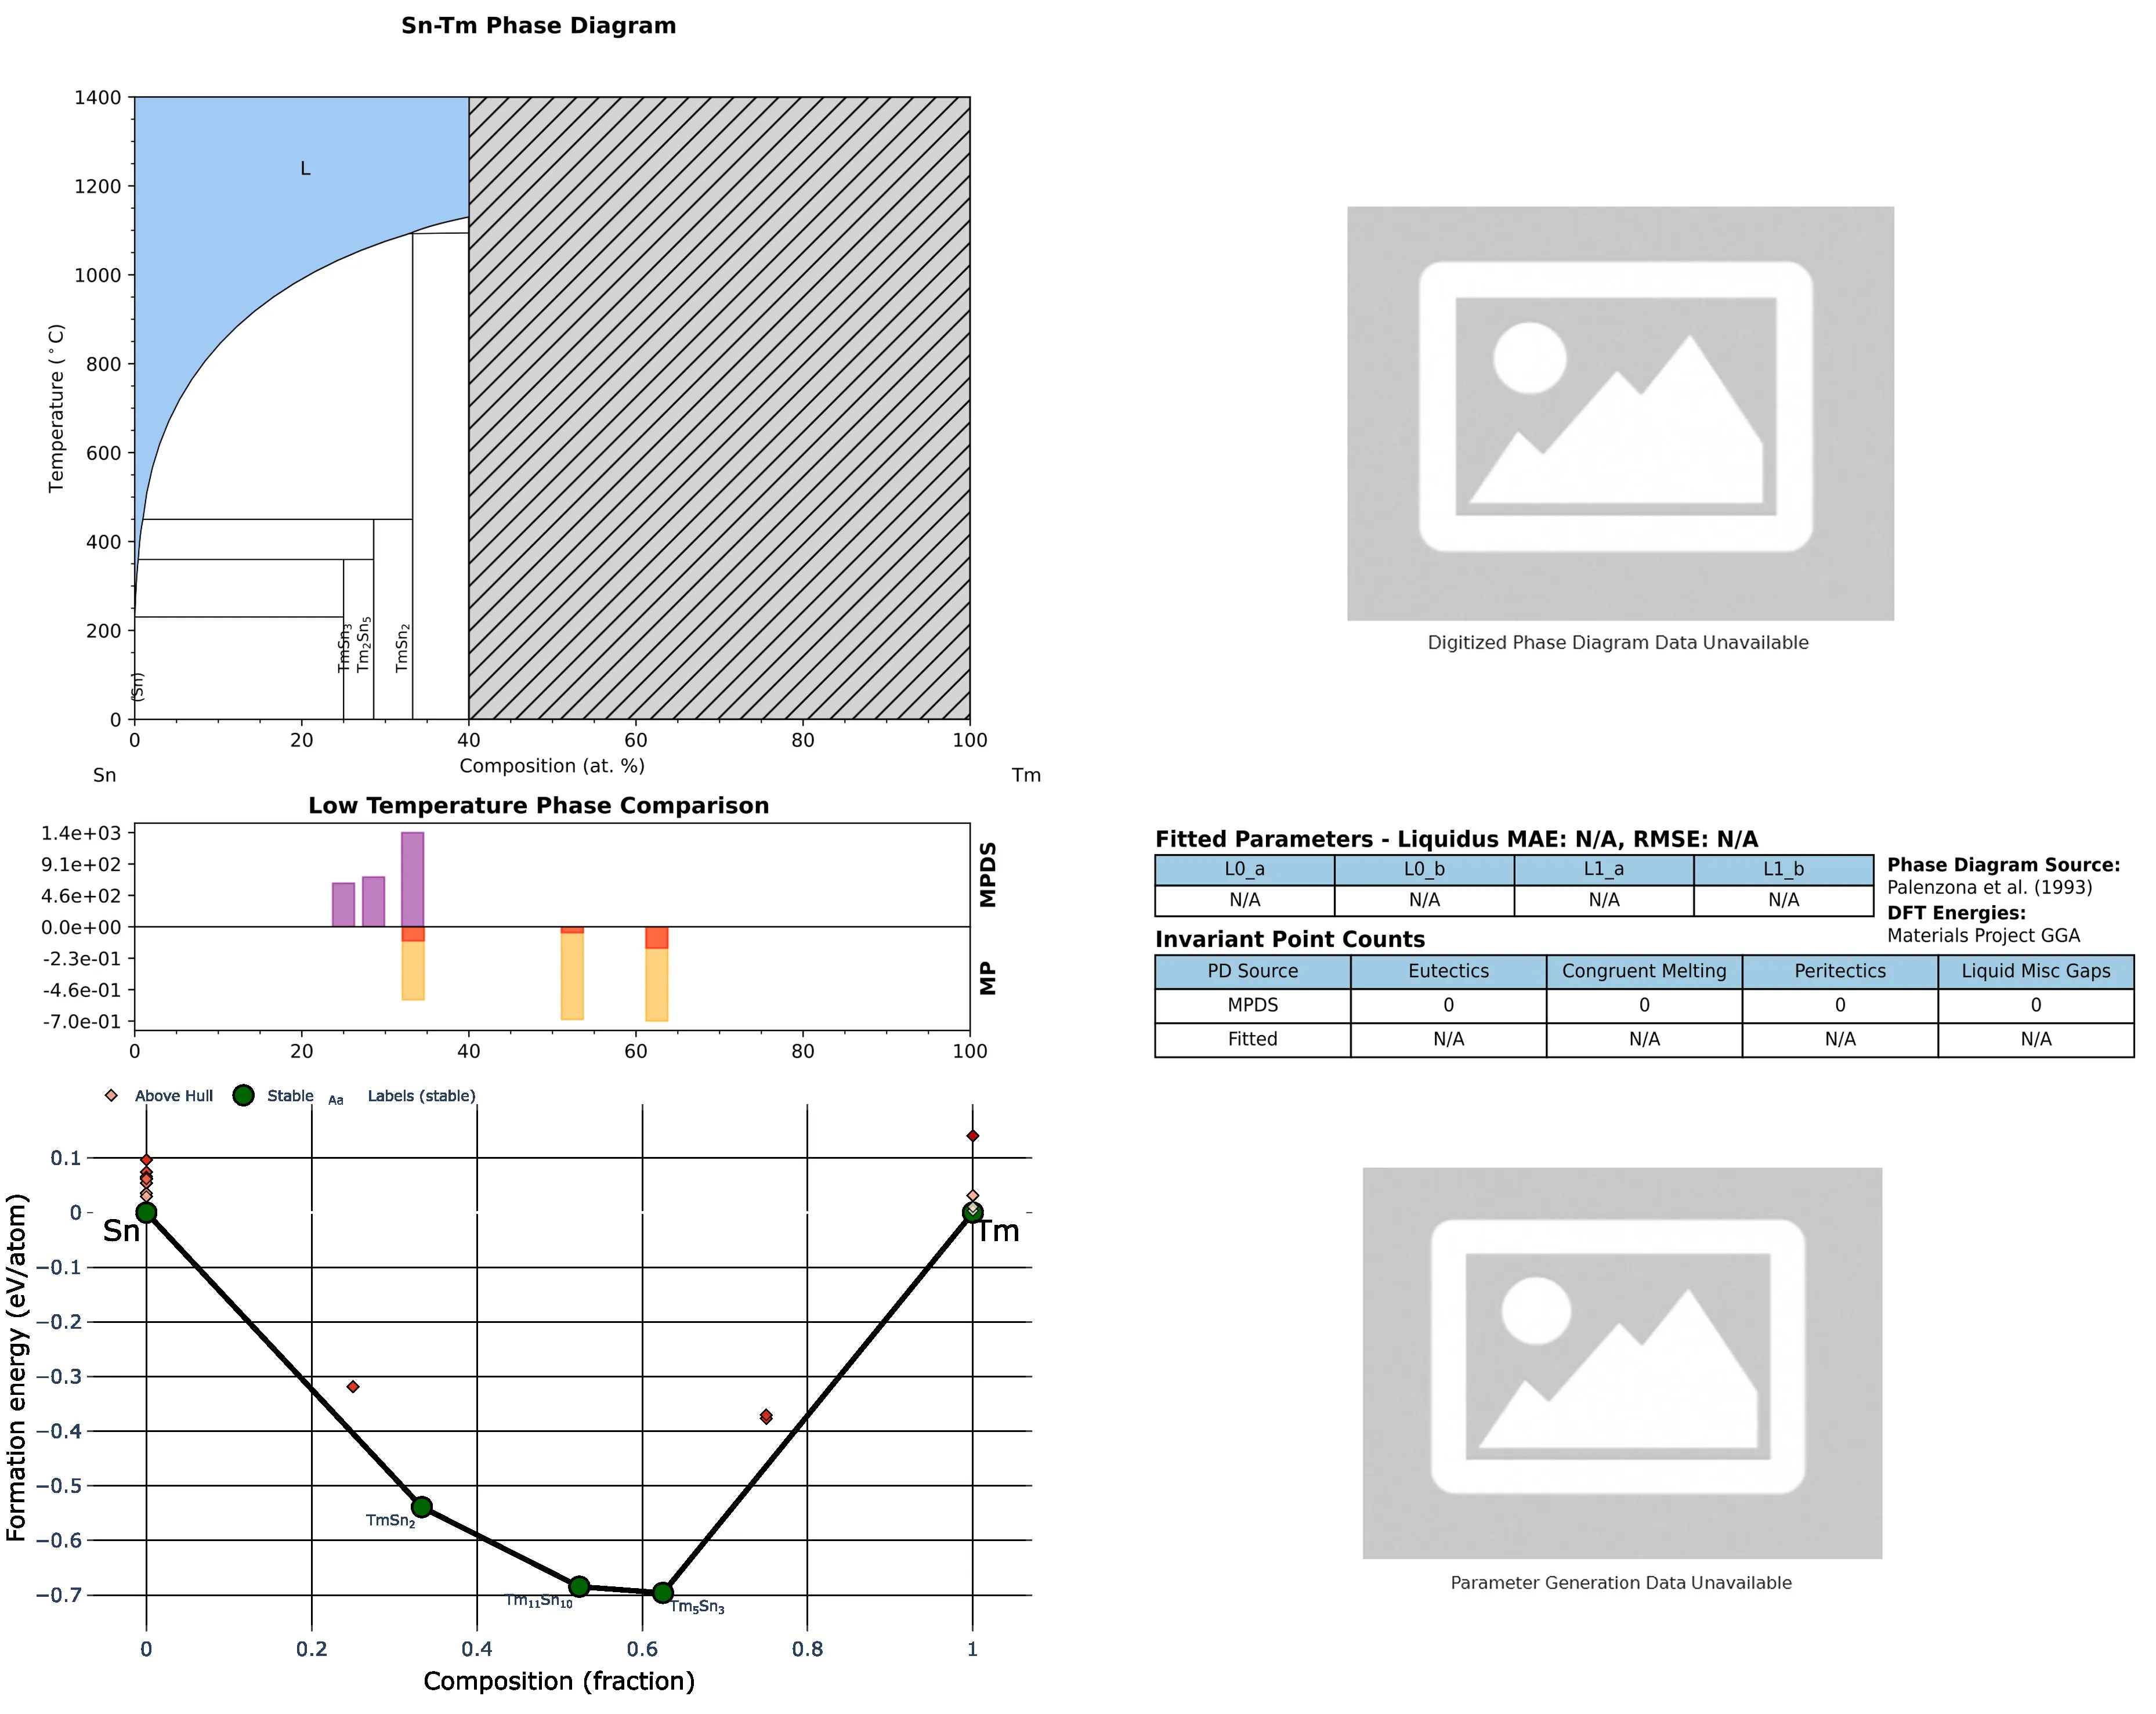 Sn-Tm Phase Diagram
1400
1200
1000
800
600
400
200
0
Temperature (°C)
L
(Sn)
TmSn₃
Tm₂Sn₅
TmSn₂
0 20 40 60 80 100
Composition (at. %)
Sn
Tm
Digitized Phase Diagram Data Unavailable
Low Temperature Phase Comparison
1.4e+03
9.1e+02
4.6e+02
0.0e+00
-2.3e-01
-4.6e-01
-7.0e-01
MPDS
MP
0 20 40 60 80 100
Fitted Parameters - Liquidus MAE: N/A, RMSE: N/A
L0_a L0_b L1_a L1_b
N/A N/A N/A N/A
Phase Diagram Source:
Palenzona et al. (1993)
DFT Energies:
Materials Project GGA
Invariant Point Counts
PD Source Eutectics Congruent Melting Peritectics Liquid Misc Gaps
MPDS 0 0 0 0
Fitted N/A N/A N/A N/A
Above Hull Stable Aa Labels (stable)
0.1
0
−0.1
−0.2
−0.3
−0.4
−0.5
−0.6
−0.7
Formation energy (eV/atom)
Sn
Tm
TmSn₂
Tm₁₁Sn₁₀
Tm₅Sn₃
0 0.2 0.4 0.6 0.8 1
Composition (fraction)
Parameter Generation Data Unavailable